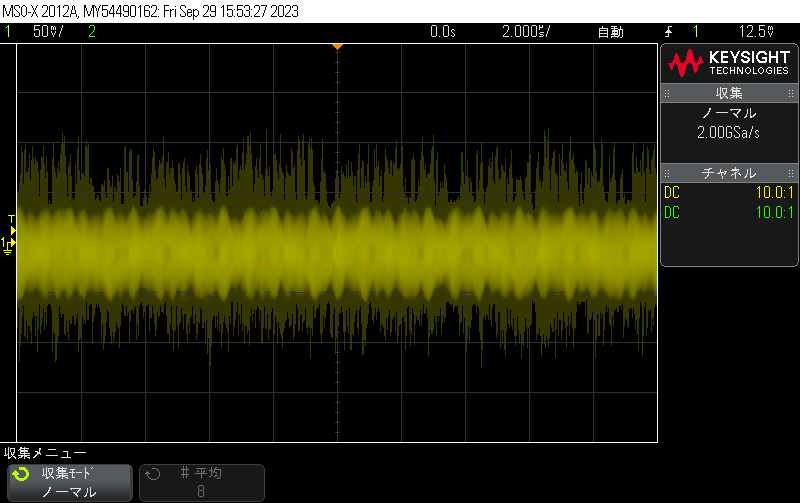 MSO-X 2012A, MY54490162: Fri Sep 29 15:53:27 2023
1 50mV/ 2 0.0s 2.000s/ 自動 1 12.5mV
KEYSIGHT
TECHNOLOGIES
収集
ノーマル
2.00GSa/s
チャネル
DC 10.0:1
DC 10.0:1
T
1
収集メニュー
収集ﾓｰﾄﾞ
ノーマル
# 平均
8